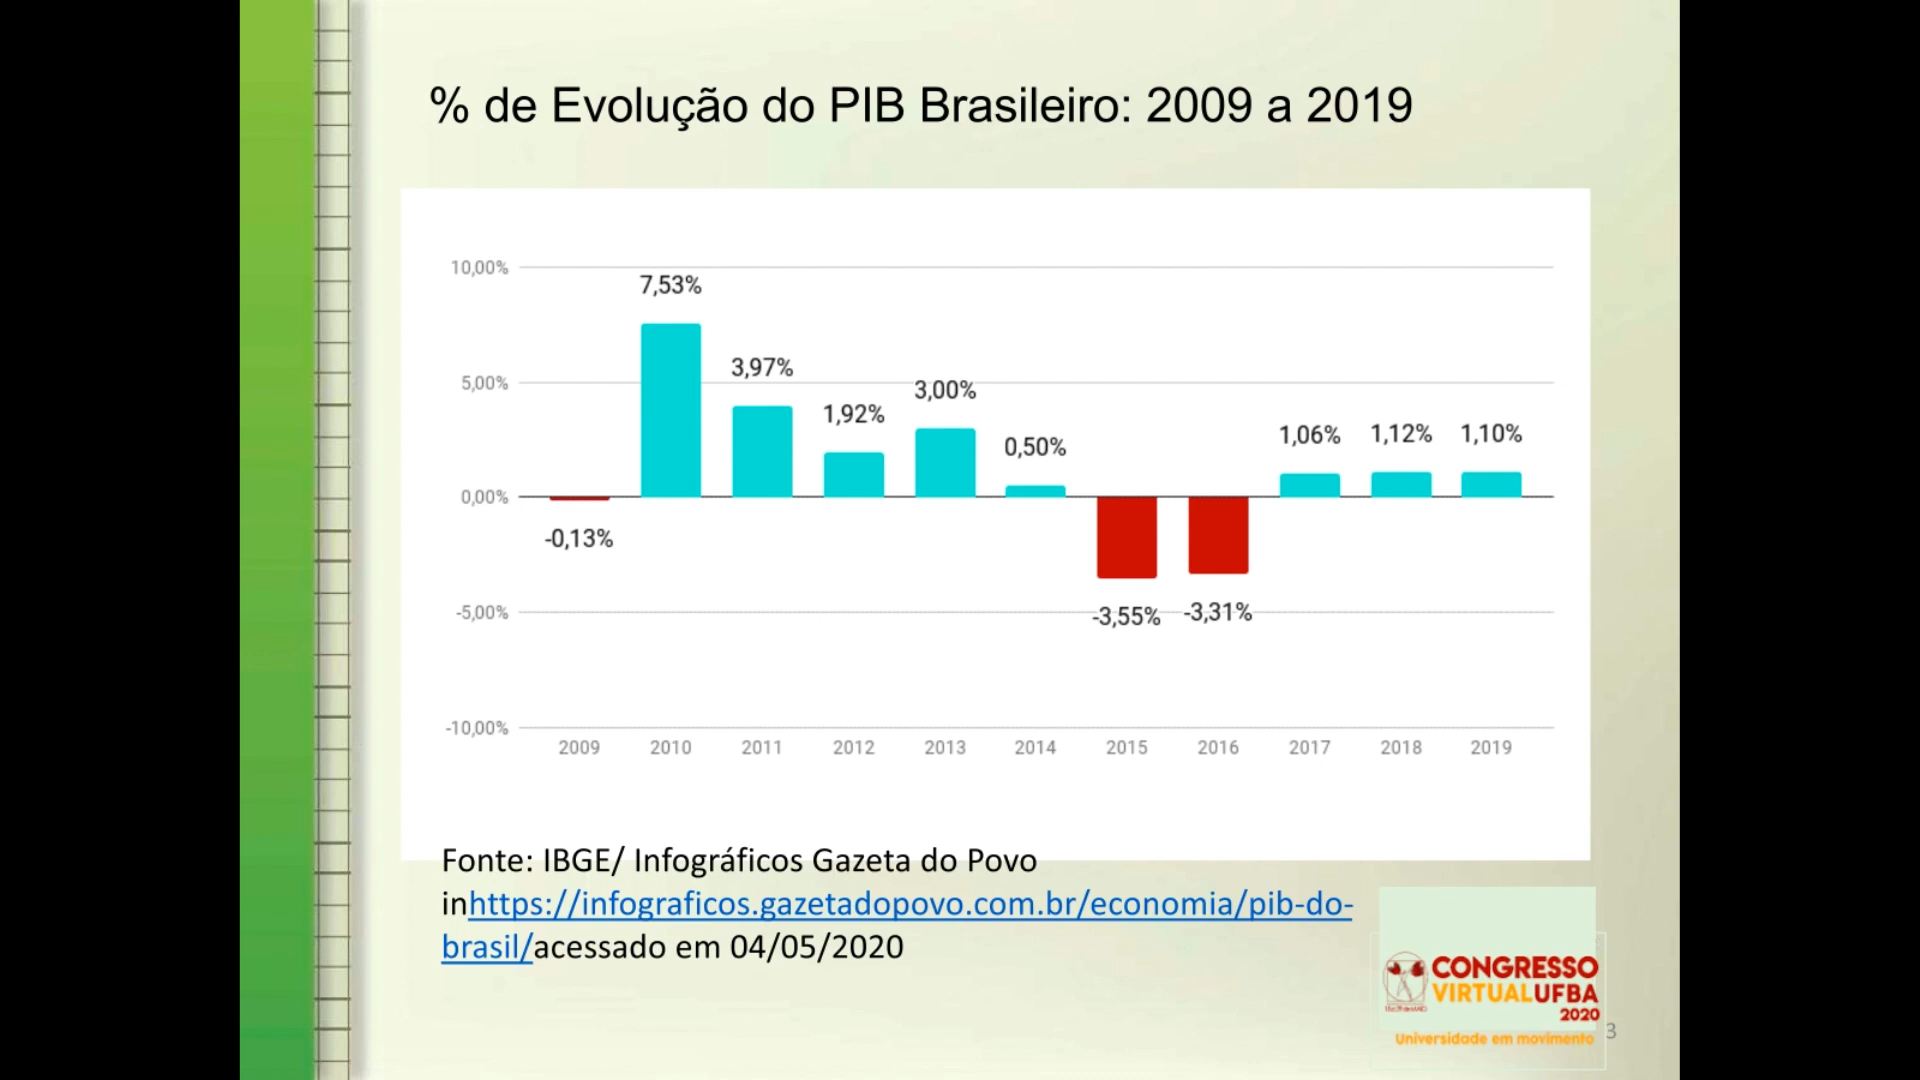 % de Evolução do PIB Brasileiro: 2009 a 2019
10,00%
7,53%
3,97%
5,00%
3,00%
1,92%
0,50%
1,06%
1,12%
1,10%
0,00%
-0,13%
-5,00%
-3,55%
-3,31%
-10,00%
2009 2010 2011 2012 2013 2014 2015 2016 2017 2018 2019
Fonte: IBGE/ Infográficos Gazeta do Povo
inhttps://infograficos.gazetadopovo.com.br/economia/pib-do-
brasil/acessado em 04/05/2020
CONGRESSO
VIRTUALUFBA
2020
Universidade em movimento
3